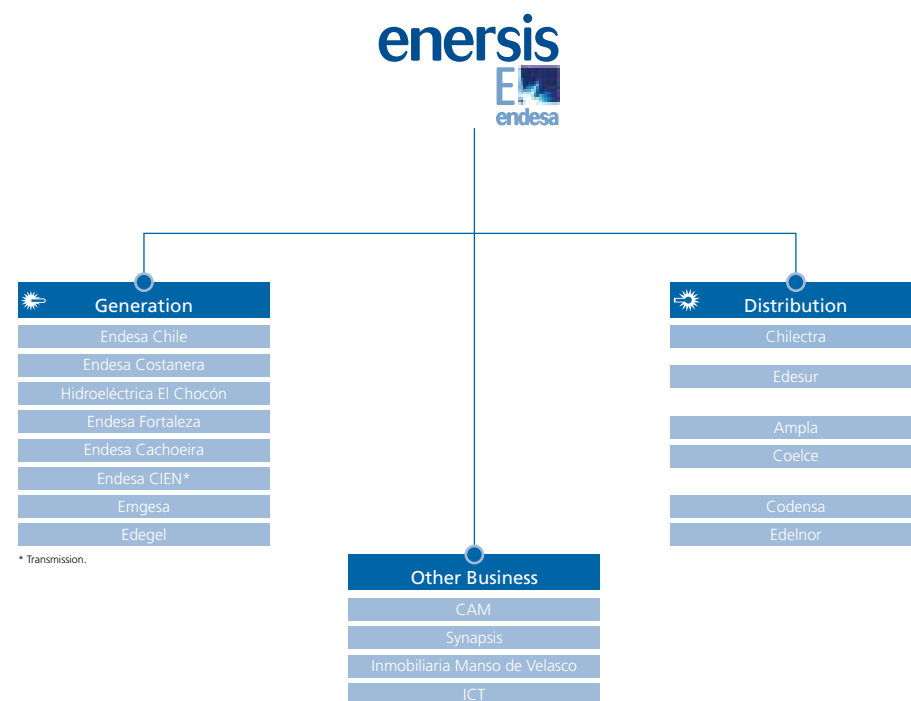 enersis
E
endesa
Generation
Endesa Chile
Endesa Costanera
Hidroeléctrica El Chocón
Endesa Fortaleza
Endesa Cachoeira
Endesa CIEN*
Emgesa
Edegel
* Transmission.
Distribution
Chilectra
Edesur
Ampla
Coelce
Codensa
Edelnor
Other Business
CAM
Synapsis
Inmobiliaria Manso de Velasco
ICT